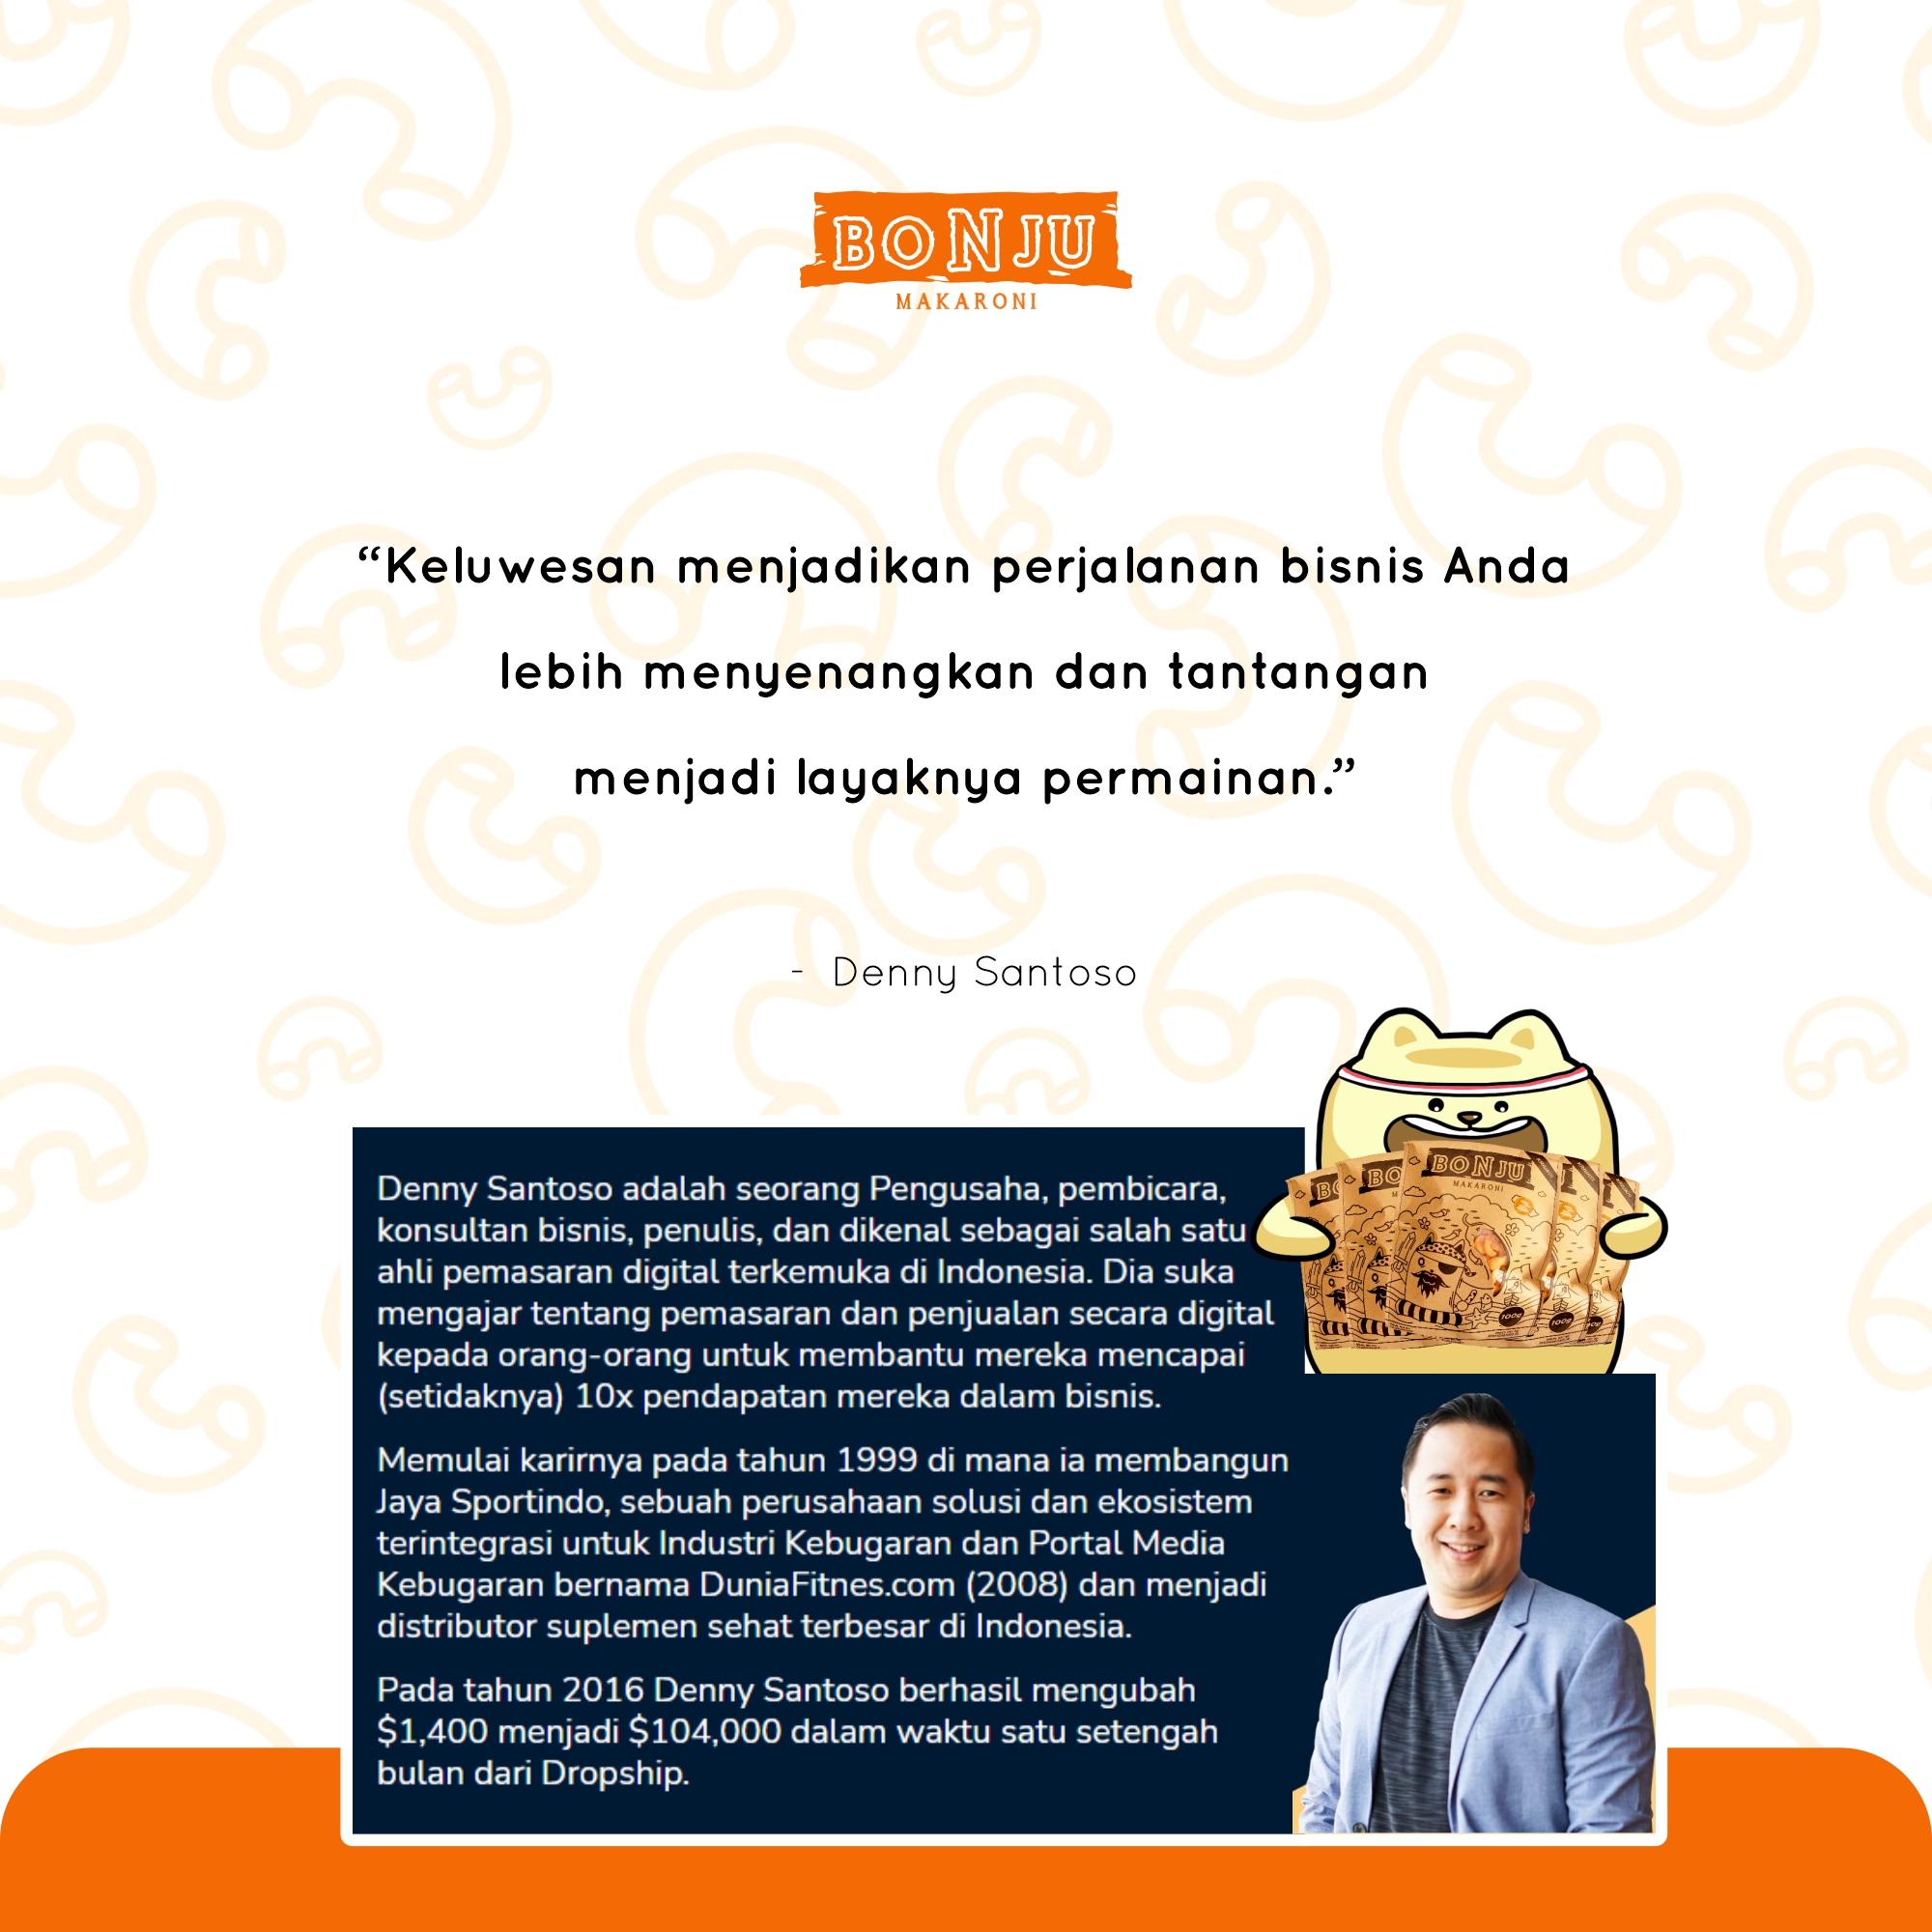 BONJU
MAKARONI
“Keluwesan menjadikan perjalanan bisnis Anda
lebih menyenangkan dan tantangan
menjadi layaknya permainan.”
- Denny Santoso
Denny Santoso adalah seorang Pengusaha, pembicara,
konsultan bisnis, penulis, dan dikenal sebagai salah satu
ahli pemasaran digital terkemuka di Indonesia. Dia suka
mengajar tentang pemasaran dan penjualan secara digital
kepada orang-orang untuk membantu mereka mencapai
(setidaknya) 10x pendapatan mereka dalam bisnis.
Memulai karirnya pada tahun 1999 di mana ia membangun
Jaya Sportindo, sebuah perusahaan solusi dan ekosistem
terintegrasi untuk Industri Kebugaran dan Portal Media
Kebugaran bernama DuniaFitnes.com (2008) dan menjadi
distributor suplemen sehat terbesar di Indonesia.
Pada tahun 2016 Denny Santoso berhasil mengubah
$1,400 menjadi $104,000 dalam waktu satu setengah
bulan dari Dropship.
BONJU
MAKARONI
100g
100g